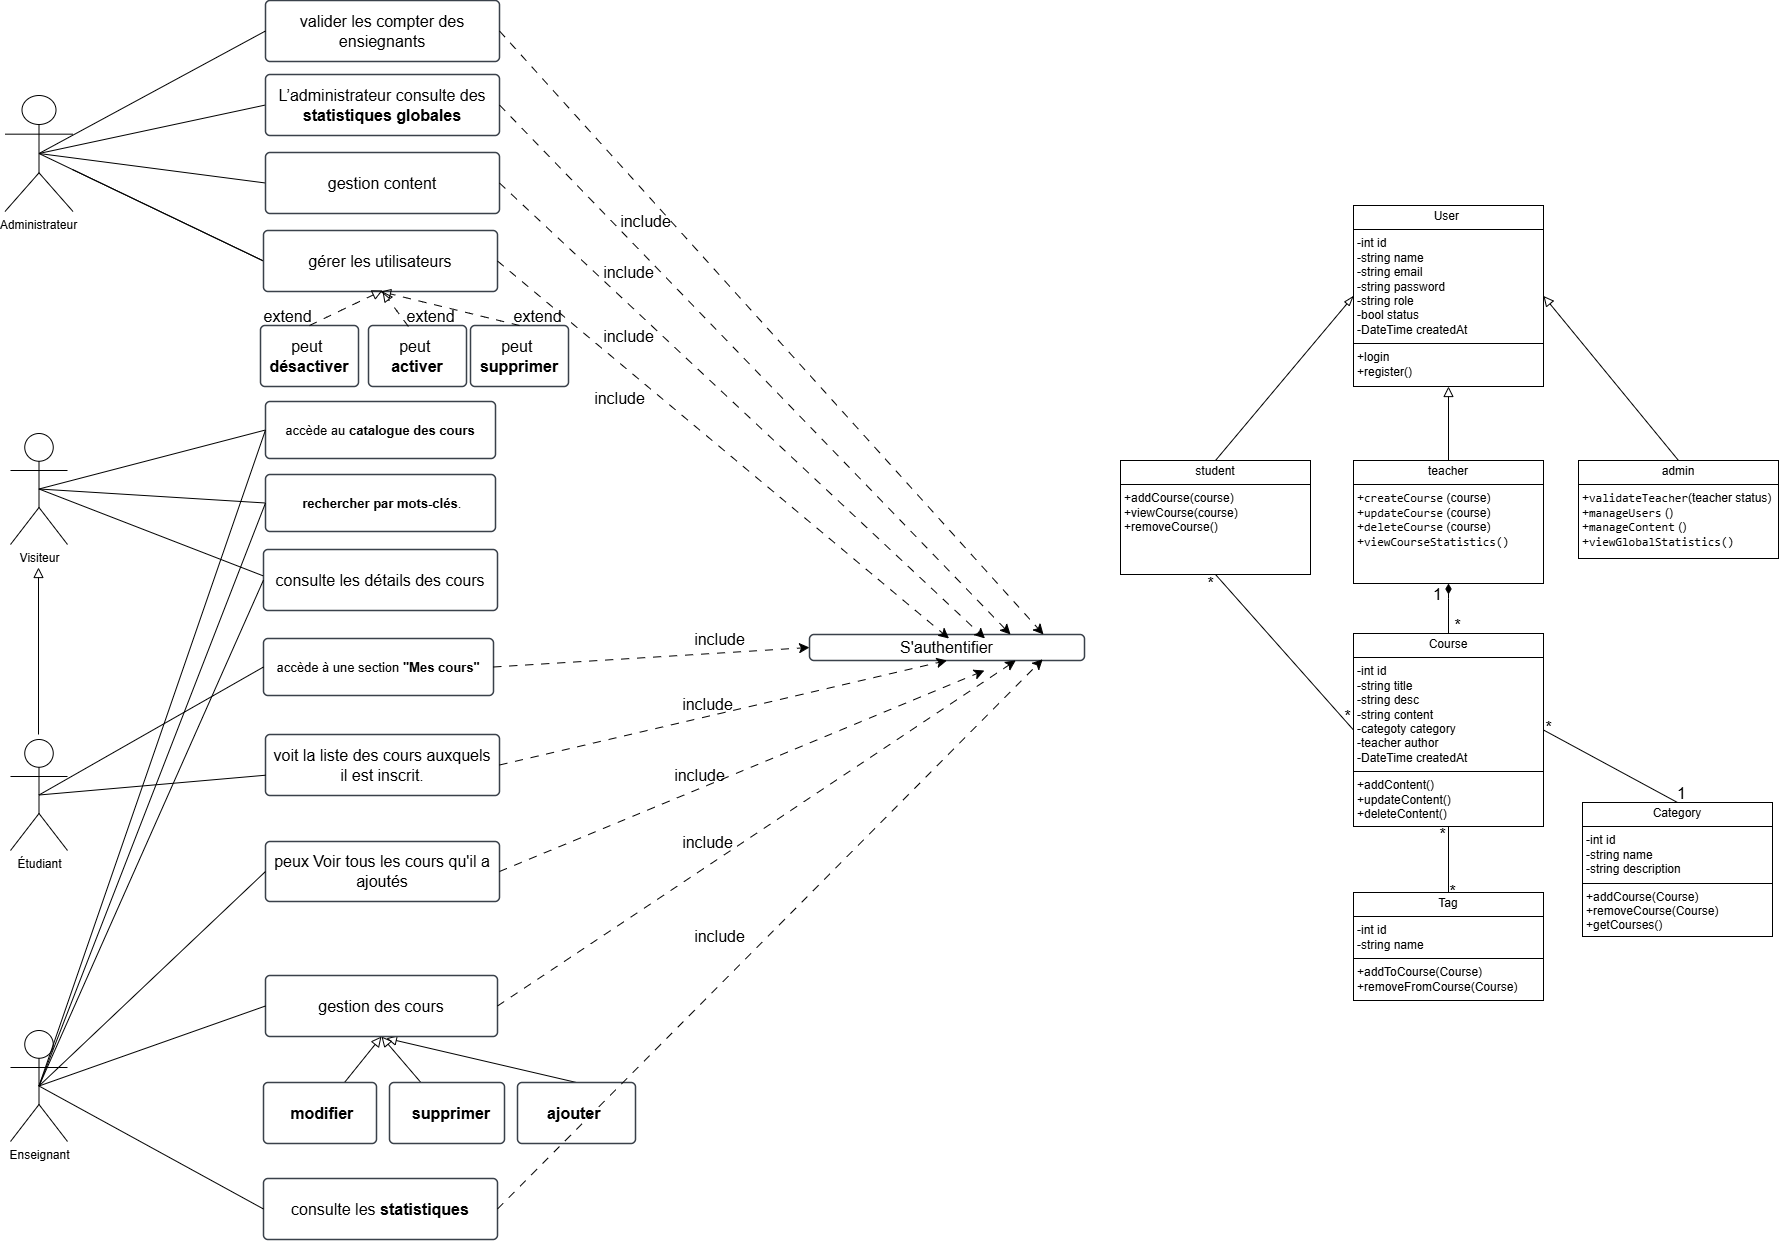 valider les compter des
ensiegnants
L'administrateur consulte des
statistiques globales
gestion content
gérer les utilisateurs
Administrateur
include
include
include
include
extend
extend
extend
peut
désactiver
peut
activer
peut
supprimer
accède au catalogue des cours
rechercher par mots-clés.
consulte les détails des cours
Visiteur
accède à une section "Mes cours"
include
S'authentifier
voit la liste des cours auxquels
il est inscrit.
include
Étudiant
include
peux Voir tous les cours qu'il a
ajoutés
include
include
gestion des cours
modifier
supprimer
ajouter
Enseignant
consulte les statistiques
User
-int id
-string name
-string email
-string password
-string role
-bool status
-DateTime createdAt
+login
+register()
student
+addCourse(course)
+viewCourse(course)
+removeCourse()
teacher
+createCourse (course)
+updateCourse (course)
+deleteCourse (course)
+viewCourseStatistics()
admin
+validateTeacher(teacher status)
+manageUsers ()
+manageContent ()
+viewGlobalStatistics()
*
1
*
Course
-int id
-string title
-string desc
-string content
-categoty category
-teacher author
-DateTime createdAt
+addContent()
+updateContent()
+deleteContent()
*
*
1
Category
-int id
-string name
-string description
+addCourse(Course)
+removeCourse(Course)
+getCourses()
*
*
Tag
-int id
-string name
+addToCourse(Course)
+removeFromCourse(Course)